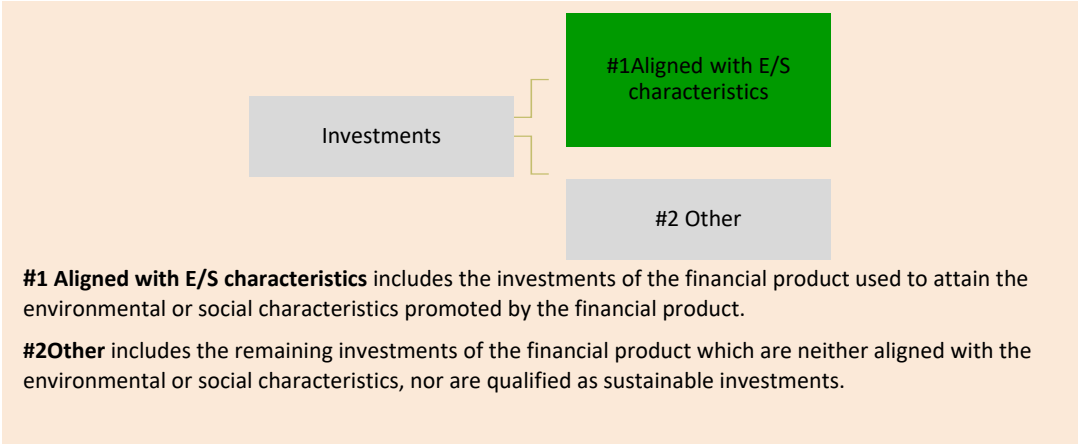 #1Aligned with E/S
characteristics
Investments
#2 Other
#1 Aligned with E/S characteristics includes the investments of the financial product used to attain the
environmental or social characteristics promoted by the financial product.
#2Other includes the remaining investments of the financial product which are neither aligned with the
environmental or social characteristics, nor are qualified as sustainable investments.